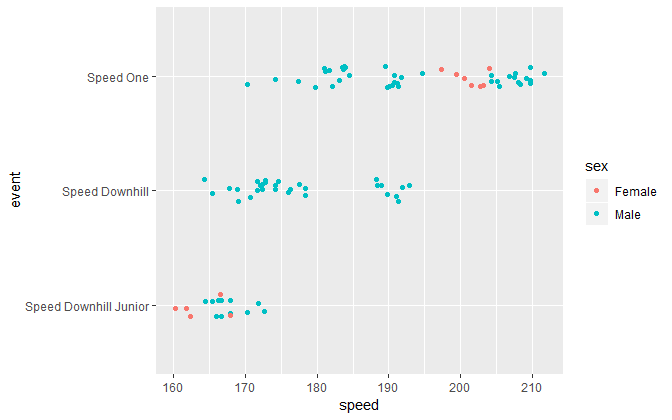 event
Speed One
Speed Downhill
Speed Downhill Junior
160 170 180 190 200 210
speed
sex
Female
Male